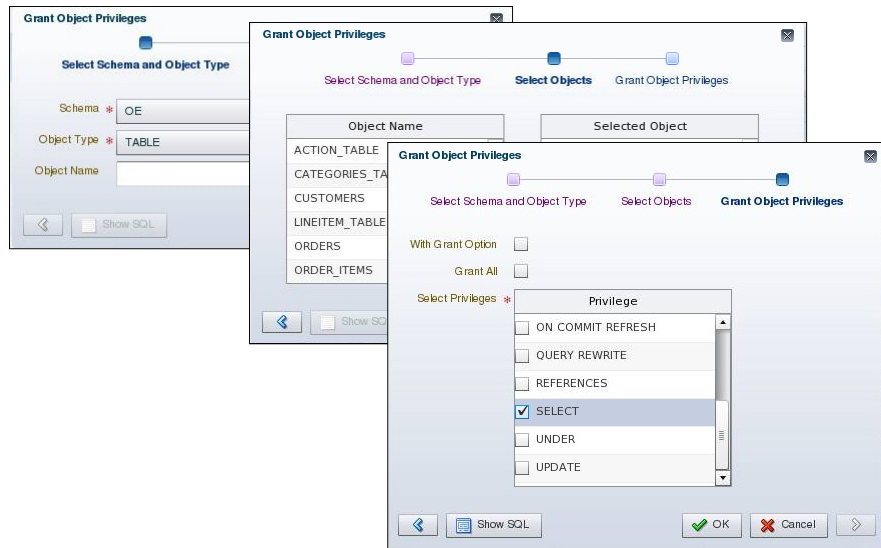 Grant Object Privileges
Select Schema and Object Type
Schema * OE
Object Type * TABLE
Object Name
Show SQL
Grant Object Privileges
Select Schema and Object Type Select Objects Grant Object Privileges
Object Name Selected Object
ACTION_TABLE
CATEGORIES_TA
CUSTOMERS
LINEITEM_TABLE
ORDERS
ORDER_ITEMS
Show SQ
Grant Object Privileges
Select Schema and Object Type Select Objects Grant Object Privileges
With Grant Option
Grant All
Select Privileges * Privilege
ON COMMIT REFRESH
QUERY REWRITE
REFERENCES
SELECT
UNDER
UPDATE
Show SQL OK Cancel